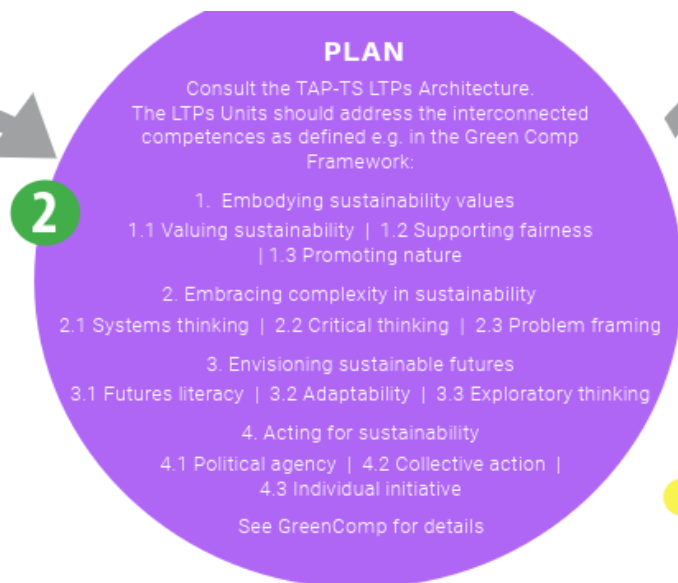 PLAN
Consult the TAP-TS LTPs Architecture.
The LTPs Units should address the interconnected
competences as defined e.g. in the Green Comp
Framework:
1. Embodying sustainability values
1.1 Valuing sustainability | 1.2 Supporting fairness
| 1.3 Promoting nature
2. Embracing complexity in sustainability
2
2.1 Systems thinking | 2.2 Critical thinking | 2.3 Problem framing
3. Envisioning sustainable futures
3.1 Futures literacy | 3.2 Adaptability | 3.3 Exploratory thinking
4. Acting for sustainability
4.1 Political agency | 4.2 Collective action |
4.3 Individual initiative
See GreenComp for details